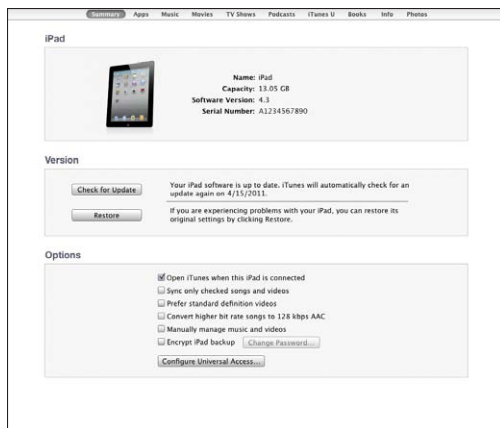 Summary Apps Music Movies TV Shows Podcasts iTunes U Books Info Photos
iPad
Name: iPad
Capacity: 13.05 GB
Software Version: 4.3
Serial Number: A1234567890
Version
Check for Update
Your iPad software is up to date. iTunes will automatically check for an
update again on 4/15/2011.
Restore
If you are experiencing problems with your iPad, you can restore its
original settings by clicking Restore.
Options
Open iTunes when this iPad is connected
Sync only checked songs and videos
Prefer standard definition videos
Convert higher bit rate songs to 128 kbps AAC
Manually manage music and videos
Encrypt iPad backup Change Password...
Configure Universal Access...